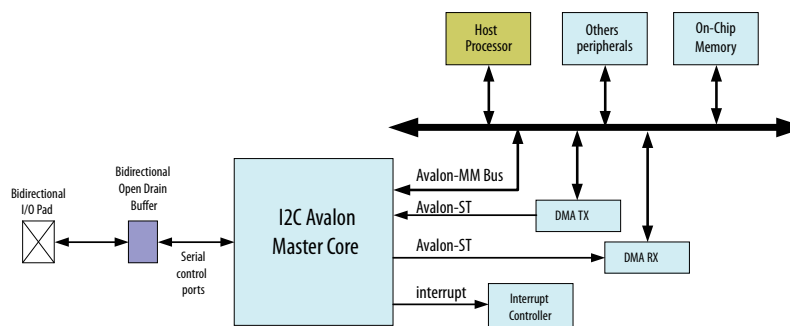 Host
Processor
Others
peripherals
On-Chip
Memory
Avalon-MM Bus
Bidirectional
Open Drain
Buffer
Bidirectional
I/O Pad
I2C Avalon
Master Core
Avalon-ST
DMA TX
Serial
control
ports
Avalon-ST
DMA RX
interrupt
Interrupt
Controller